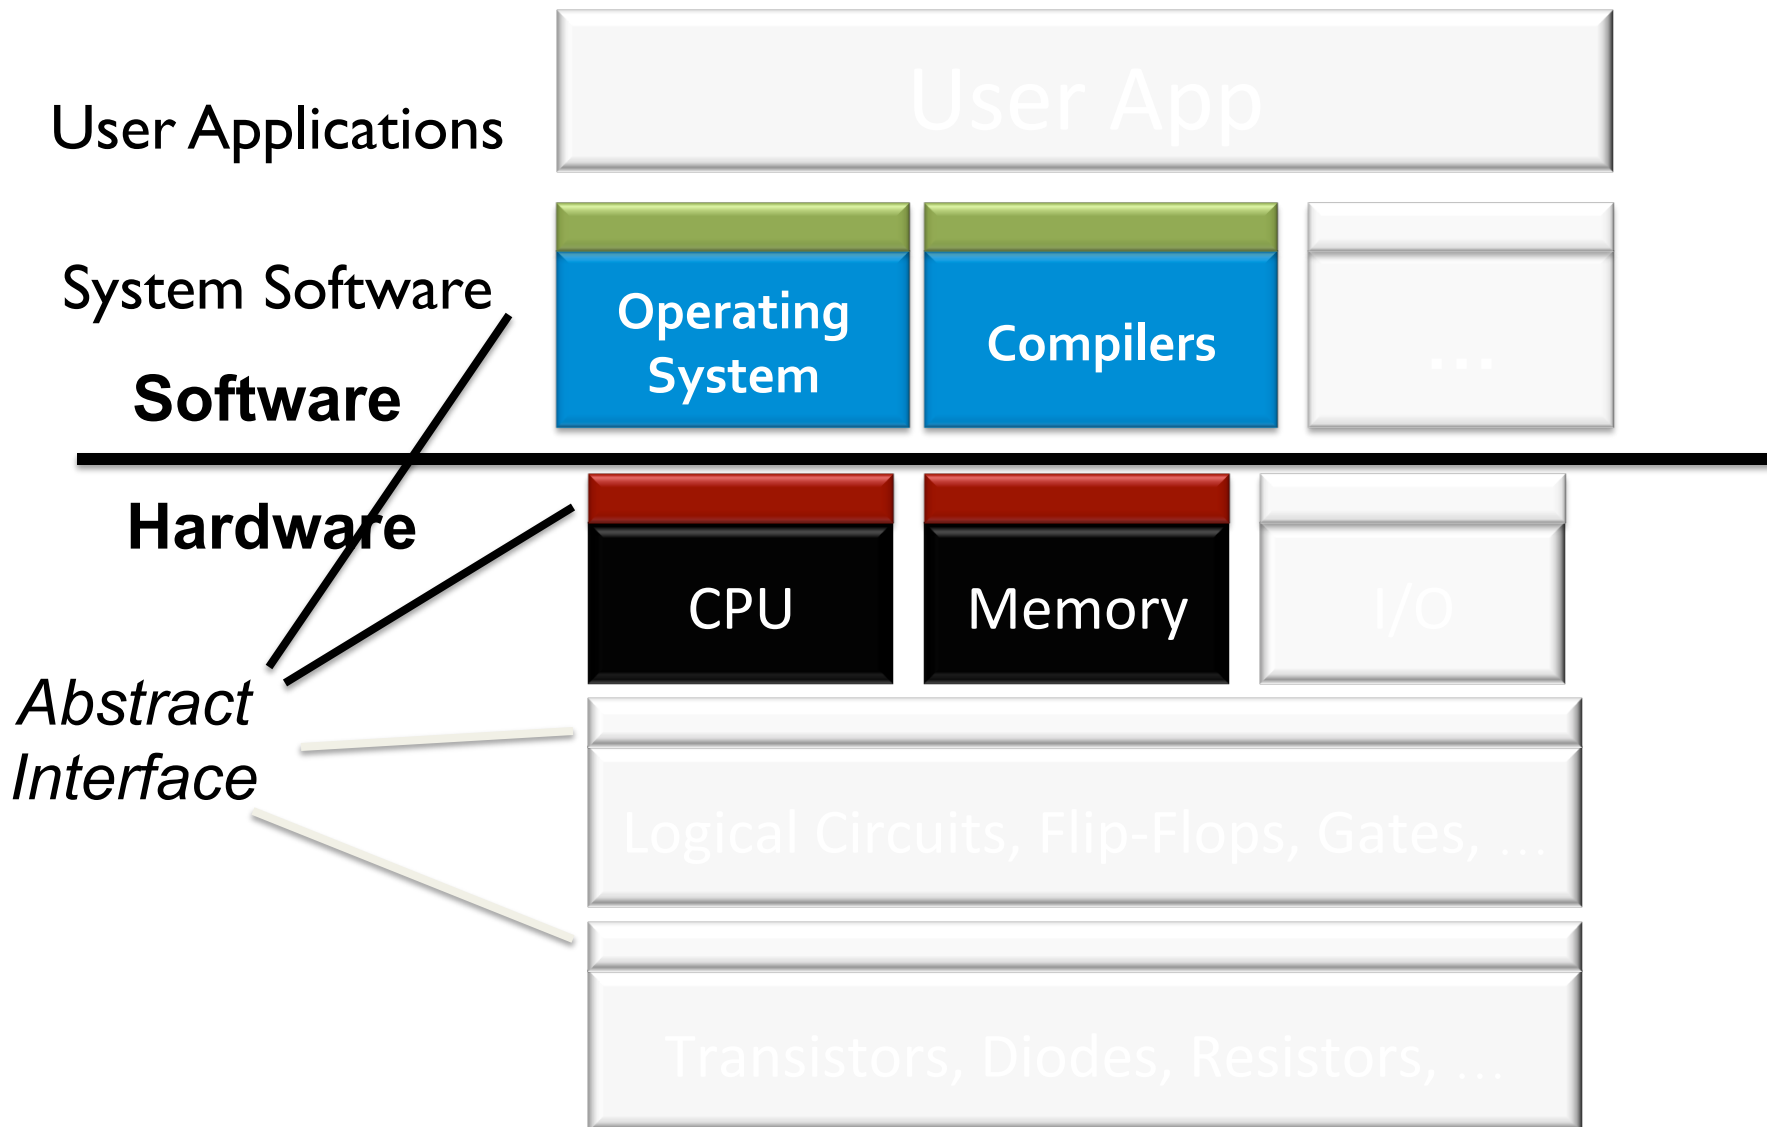 User App
User Applications
System Software
Operating
System
Compilers
...
Software
Hardware
CPU
Memory
I/O
Abstract
Interface
Logical Circuits, Flip-Flops, Gates, ...
Transistors, Diodes, Resistors, ...